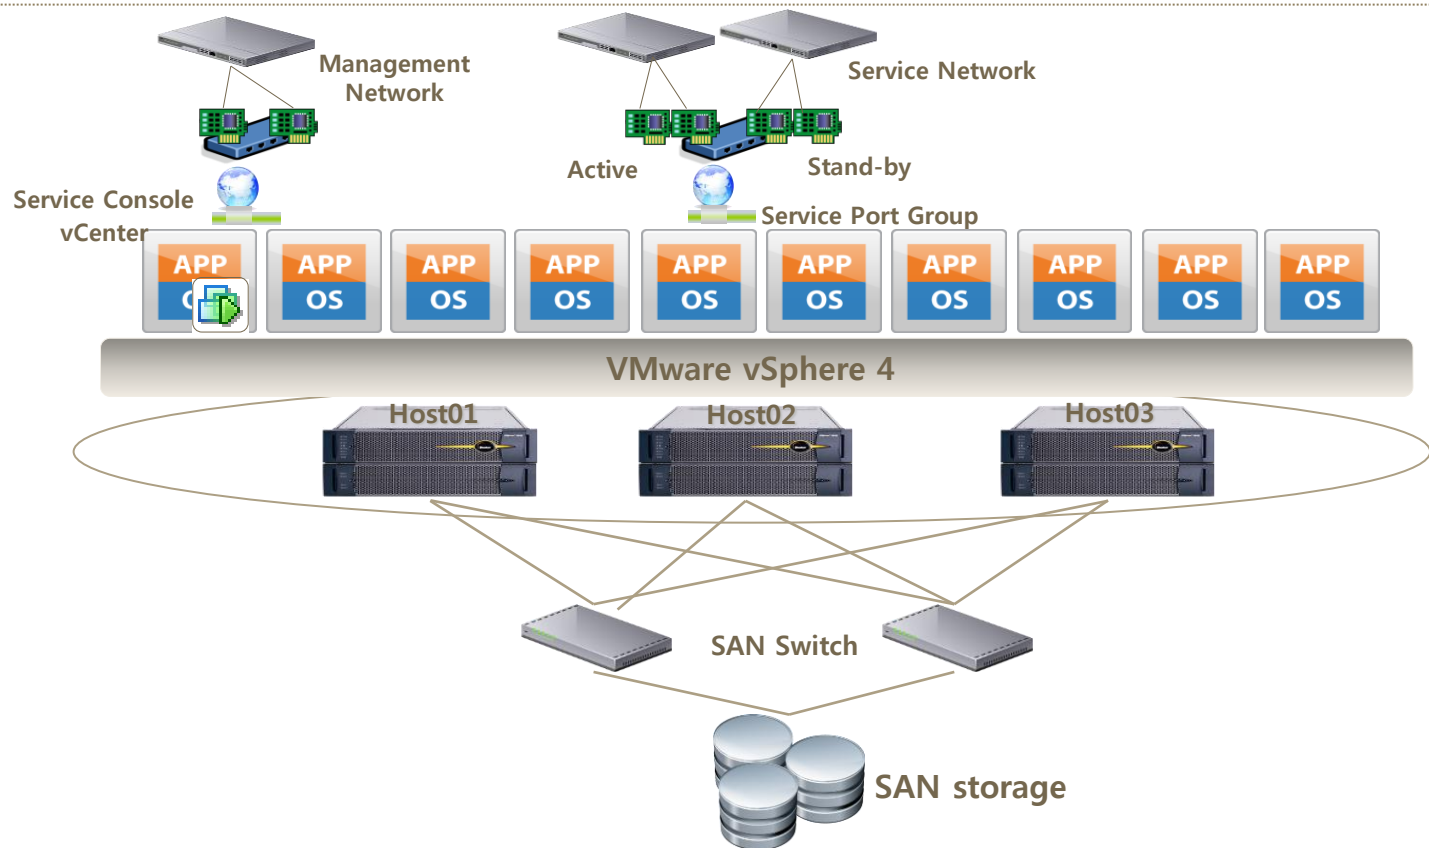 Management
Network
Service Network
Active
Stand-by
Service Console
vCenter
Service Port Group
APP APP APP APP APP APP APP APP APP APP
OS OS OS OS OS OS OS OS OS
VMware vSphere 4
Host01 Host02 Host03
SAN Switch
SAN storage